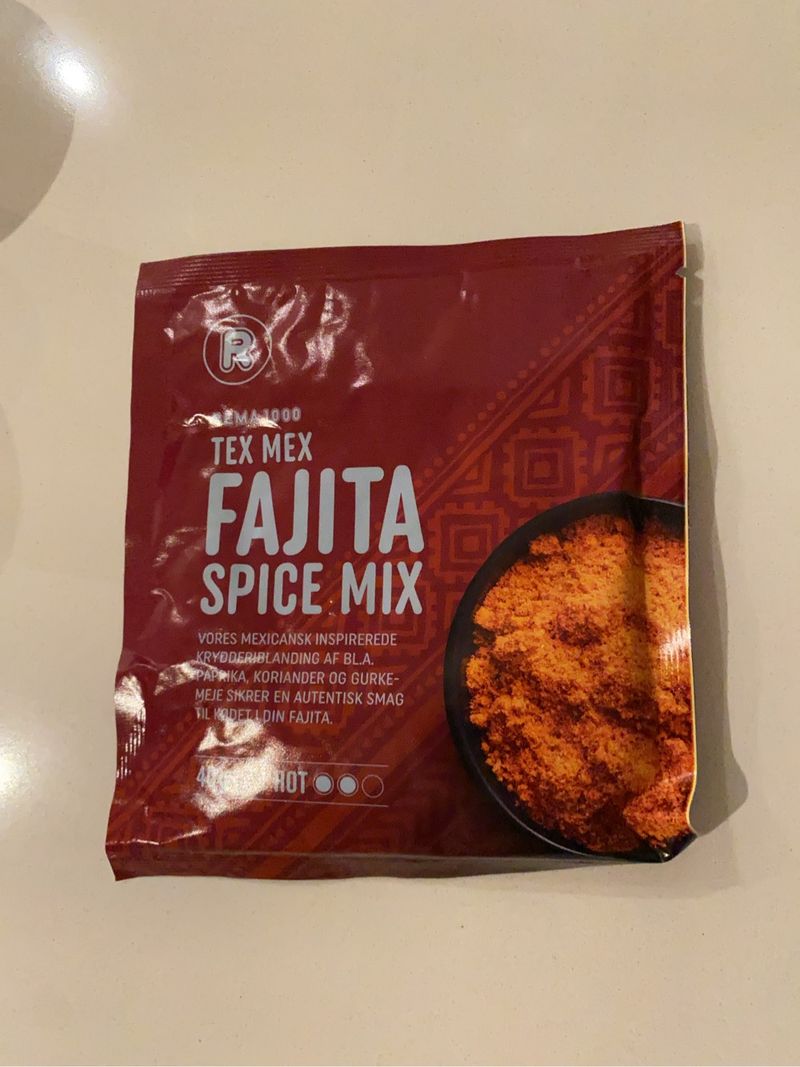 R
REMA 1000
TEX MEX
FAJITA
SPICE MIX
VORES MEXICANSK INSPIREREDE
KRYDDERIBLANDING AF BL.A.
PAPRIKA, KORIANDER OG GURKE-
MEJE SIKRER EN AUTENTISK SMAG
TIL KØDET I DIN FAJITA.
HOT